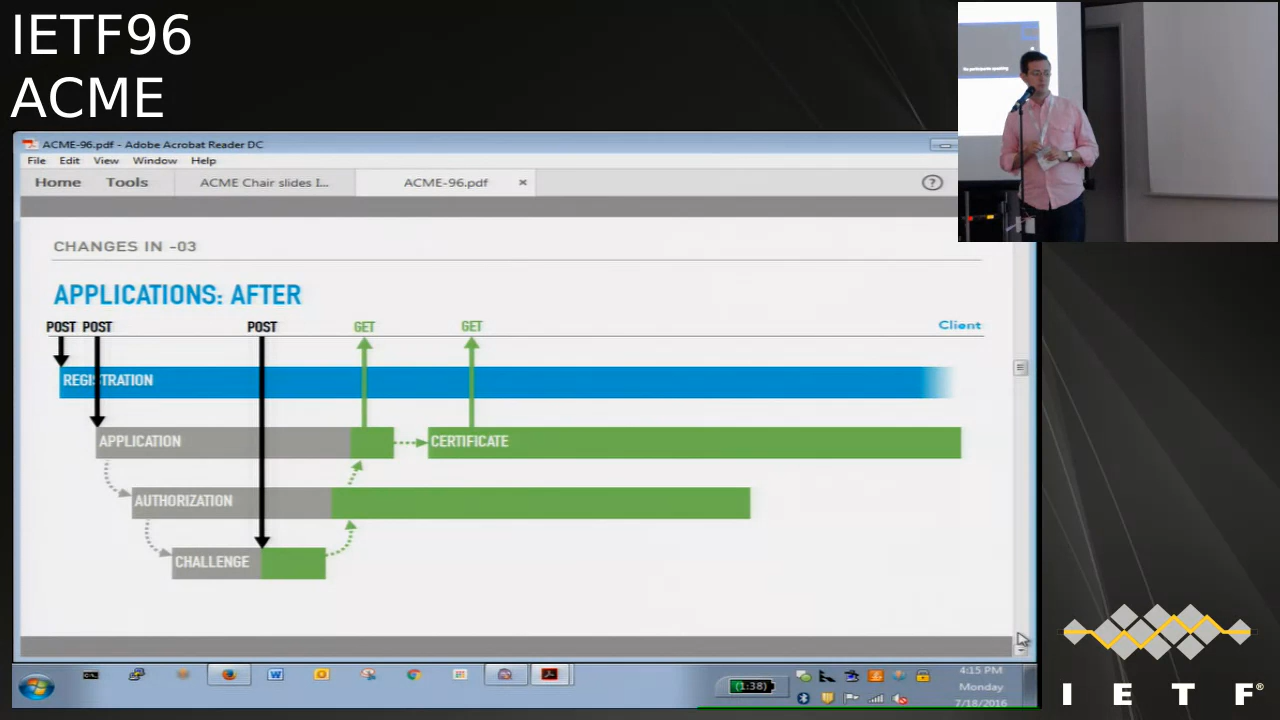 IETF96
ACME
ACME-96.pdf - Adobe Acrobat Reader DC
File Edit View Window Help
Home Tools ACME Chair slides I... ACME-96.pdf ×
?
CHANGES IN -03
APPLICATIONS: AFTER
POST POST POST GET GET Client
REGISTRATION
APPLICATION CERTIFICATE
AUTHORIZATION
CHALLENGE
(1:38)
4:15 PM
Monday
7/18/2016
I E T F®